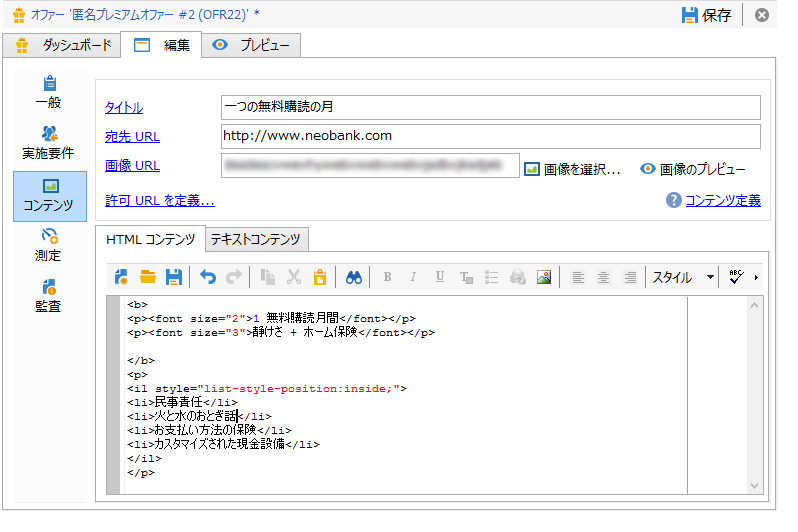 オファー '匿名プレミアムオファー #2 (OFR22)' *
保存
ダッシュボード 編集 プレビュー
一般
実施要件
コンテンツ
測定
監査
タイトル 一つの無料購読の月
宛先 URL http://www.neobank.com
画像 URL 画像を選択... 画像のプレビュー
許可 URL を定義... コンテンツ定義
HTML コンテンツ テキストコンテンツ
B I U スタイル ABC
<b>
<p><font size="2">1 無料購読月間</font></p>
<p><font size="3">静けさ + ホーム保険</font></p>
</b>
<p>
<il style="list-style-position:inside;">
<li>民事責任</li>
<li>火と水のおとぎ話</li>
<li>お支払い方法の保険</li>
<li>カスタマイズされた現金設備</li>
</il>
</p>